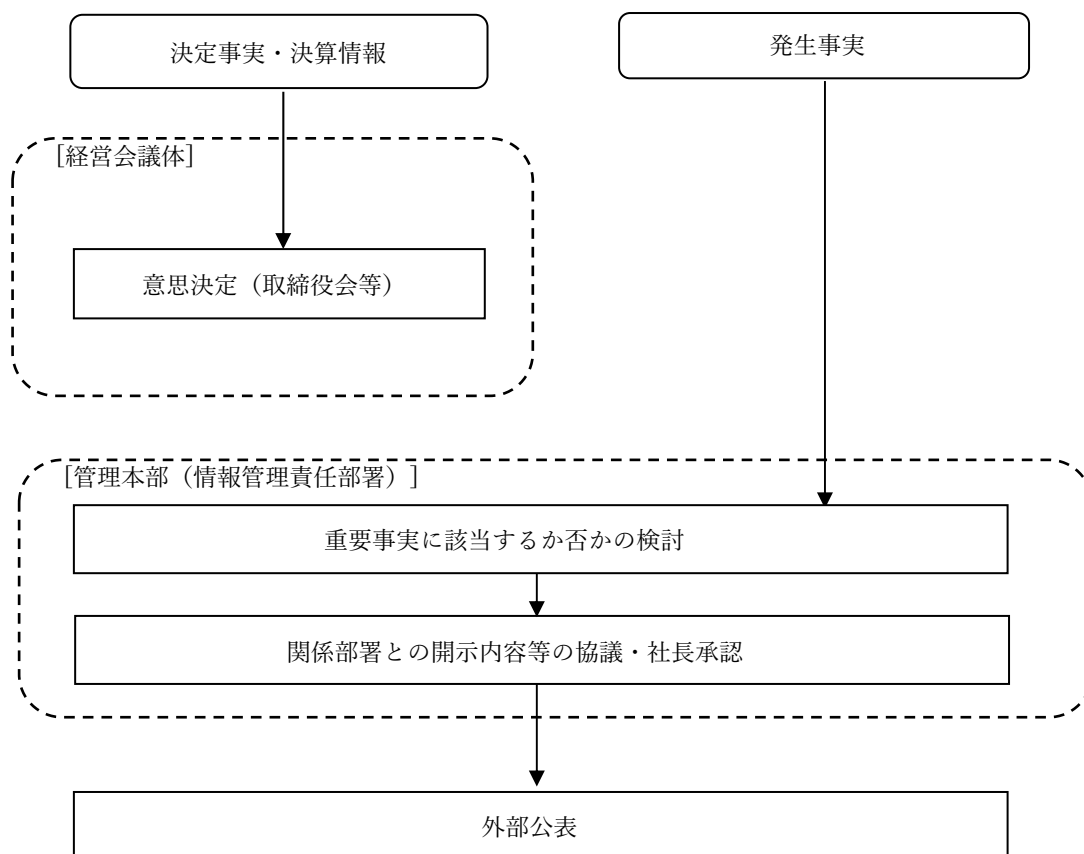 決定事実・決算情報
発生事実
[経営会議体]
意思決定（取締役会等）
[管理本部（情報管理責任部署）]
重要事実に該当するか否かの検討
関係部署との開示内容等の協議・社長承認
外部公表